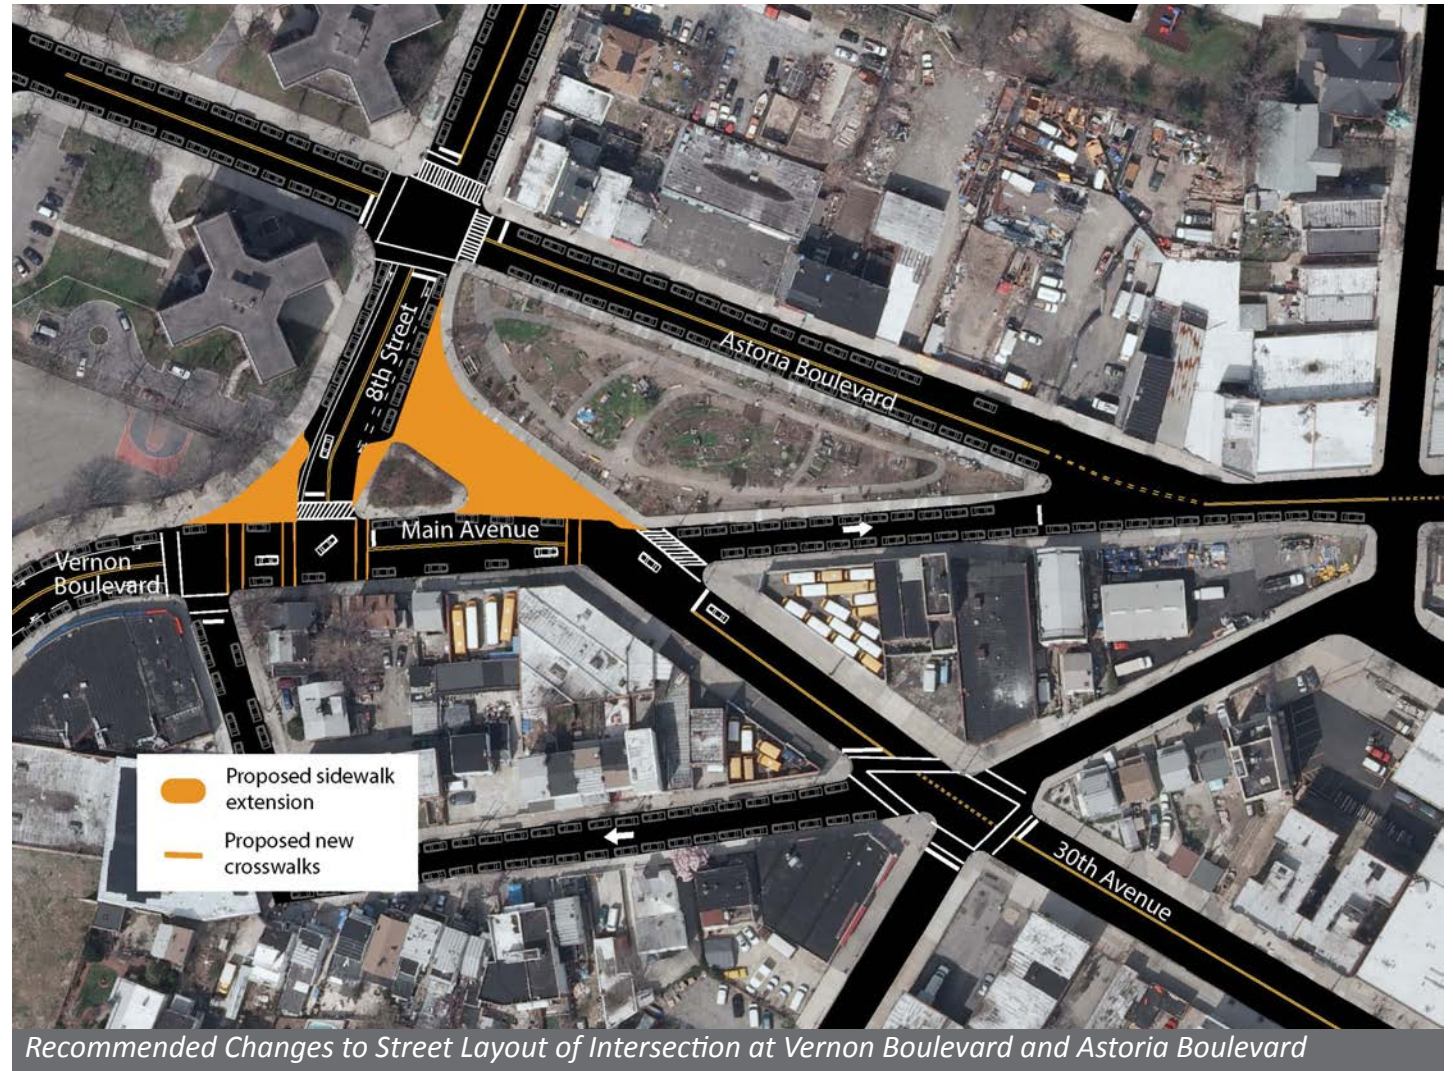 8th Street
Astoria Boulevard
Main Avenue
Vernon
Boulevard
Proposed sidewalk
extension
Proposed new
crosswalks
30th Avenue
Recommended Changes to Street Layout of Intersection at Vernon Boulevard and Astoria Boulevard